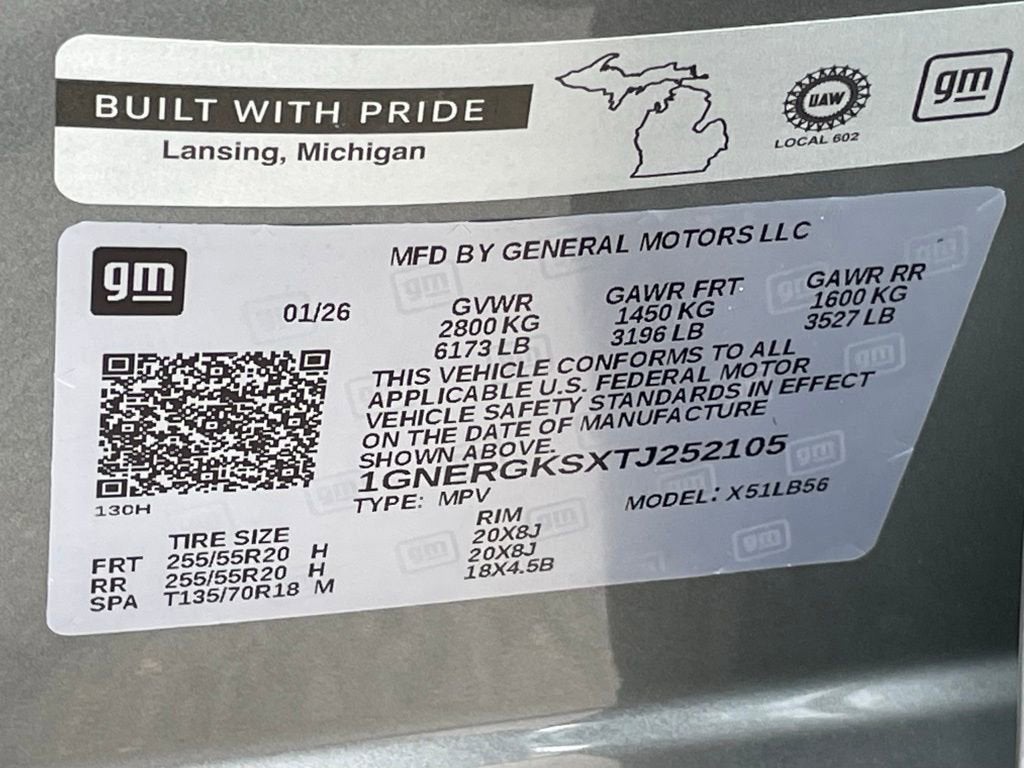 BUILT WITH PRIDE
Lansing, Michigan
UAW
LOCAL 602
gm
gm
MFD BY GENERAL MOTORS LLC
01/26
GVWR
2800 KG
6173 LB
GAWR FRT
1450 KG
3196 LB
GAWR RR
1600 KG
3527 LB
THIS VEHICLE CONFORMS TO ALL
APPLICABLE U.S. FEDERAL MOTOR
VEHICLE SAFETY STANDARDS IN EFFECT
ON THE DATE OF MANUFACTURE
SHOWN ABOVE.
1GNERGKSXTJ252105
TYPE: MPV MODEL: X51LB56
130H
TIRE SIZE RIM
FRT 255/55R20 H 20X8J
RR 255/55R20 H 20X8J
SPA T135/70R18 M 18X4.5B